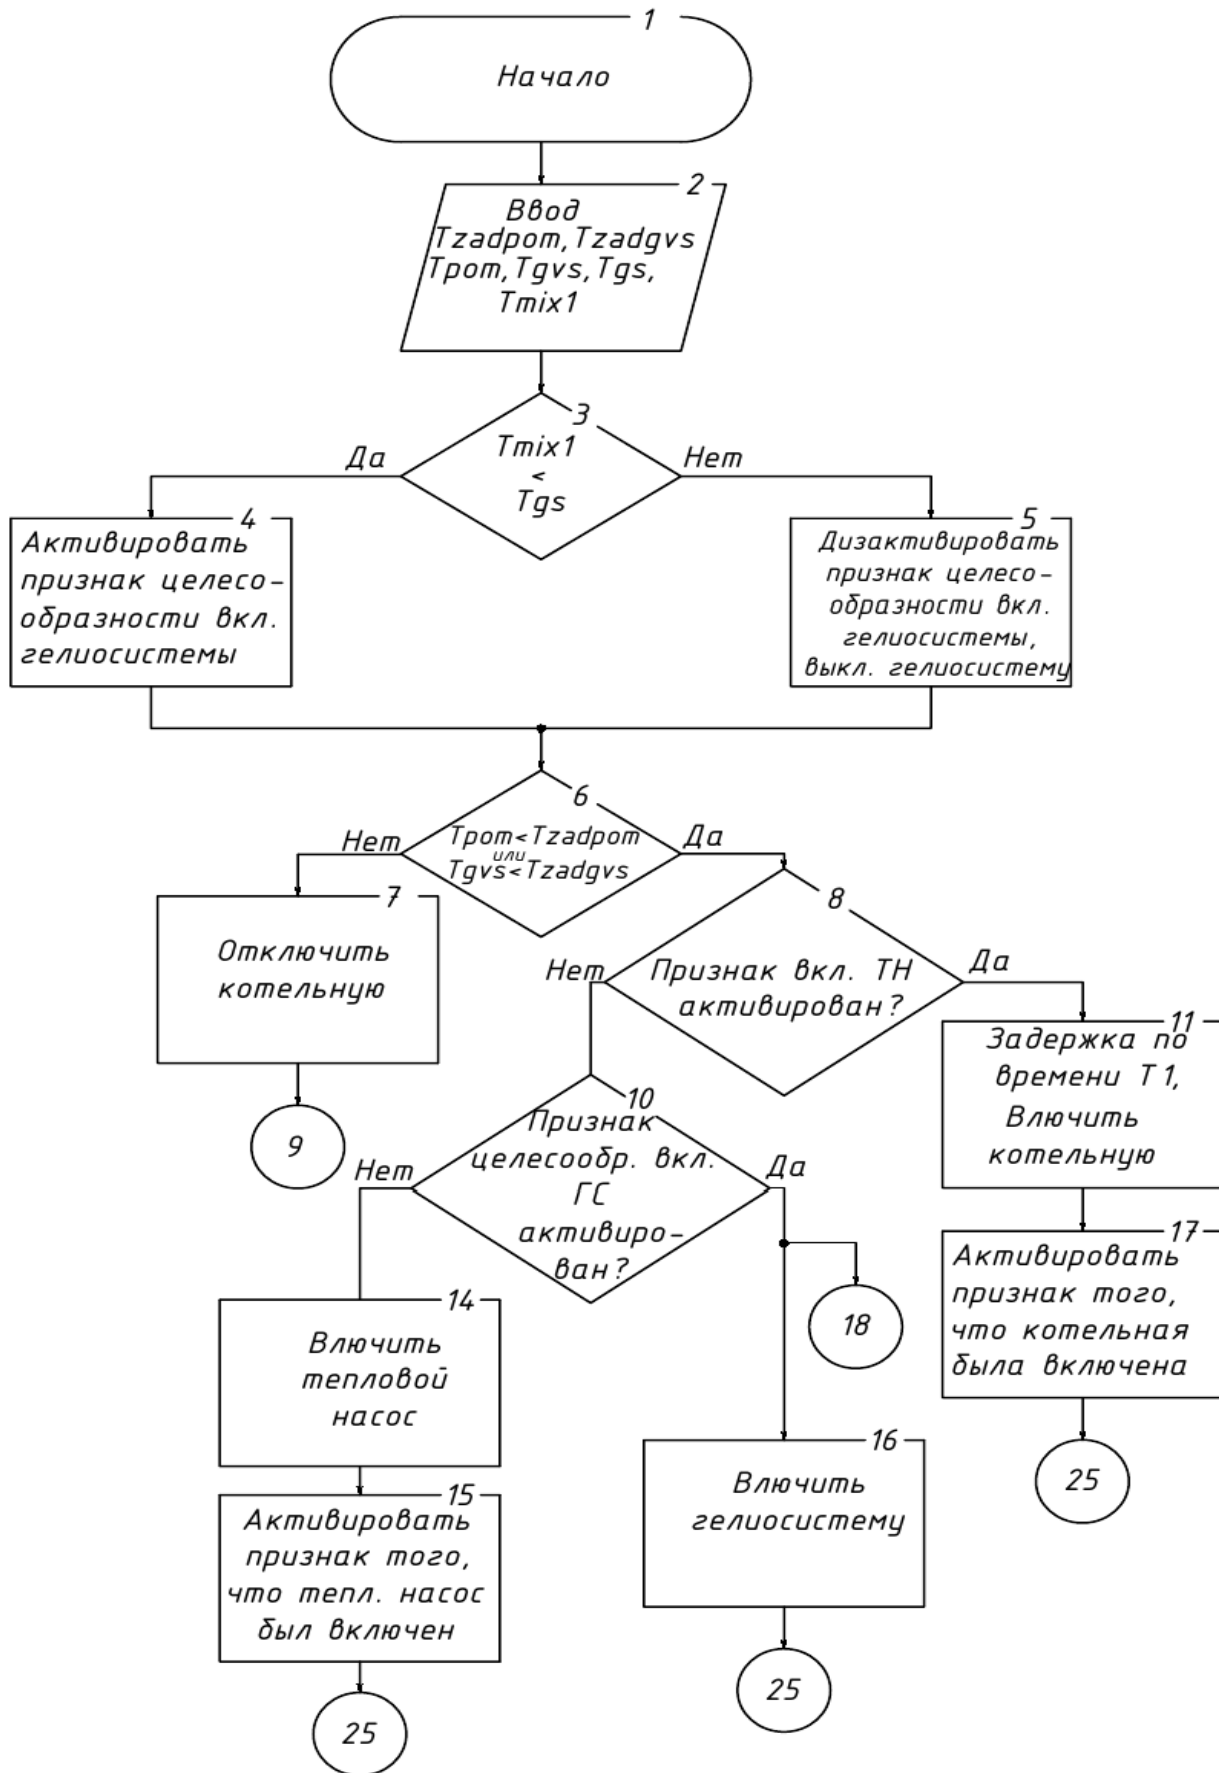 1
Начало
2
Ввод
Tzadpom,Tzadgvs
Tpom,Tgvs,Tgs,
Tmix1
3
Tmix1
<
Tgs
Да
Нет
4
Активировать
признак целесо-
образности вкл.
гелиосистемы
5
Дизактивировать
признак целесо-
образности вкл.
гелиосистемы,
выкл. гелиосистему
6
Tpom<Tzadpom
или
Tgvs<Tzadgvs
Нет
Да
7
Отключить
котельную
8
Признак вкл. ТН
активирован?
Нет
Да
9
10
Признак
целесообр. вкл.
ГС
активиро-
ван?
Нет
Да
11
Задержка по
времени Т1,
Влючить
котельную
17
Активировать
признак того,
что котельная
была включена
14
Влючить
тепловой
насос
18
16
Влючить
гелиосистему
25
15
Активировать
признак того,
что тепл. насос
был включен
25
25